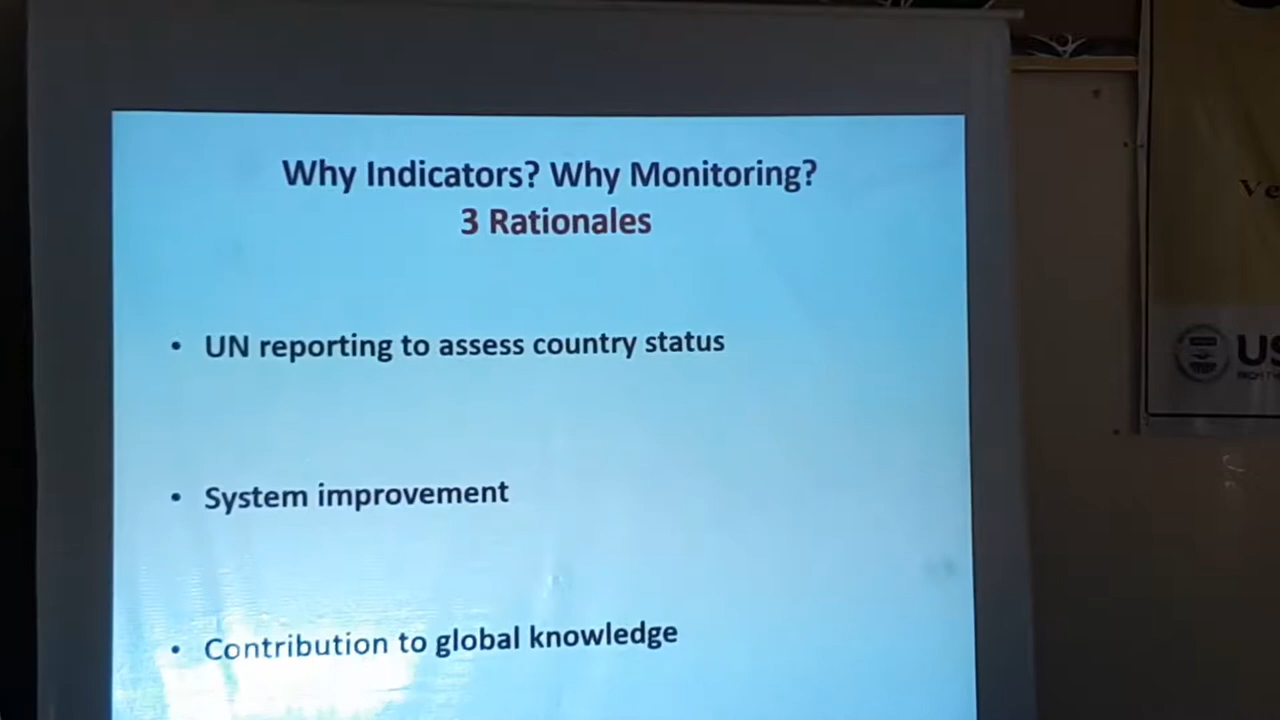 Why Indicators? Why Monitoring?
3 Rationales
• UN reporting to assess country status
• System improvement
• Contribution to global knowledge